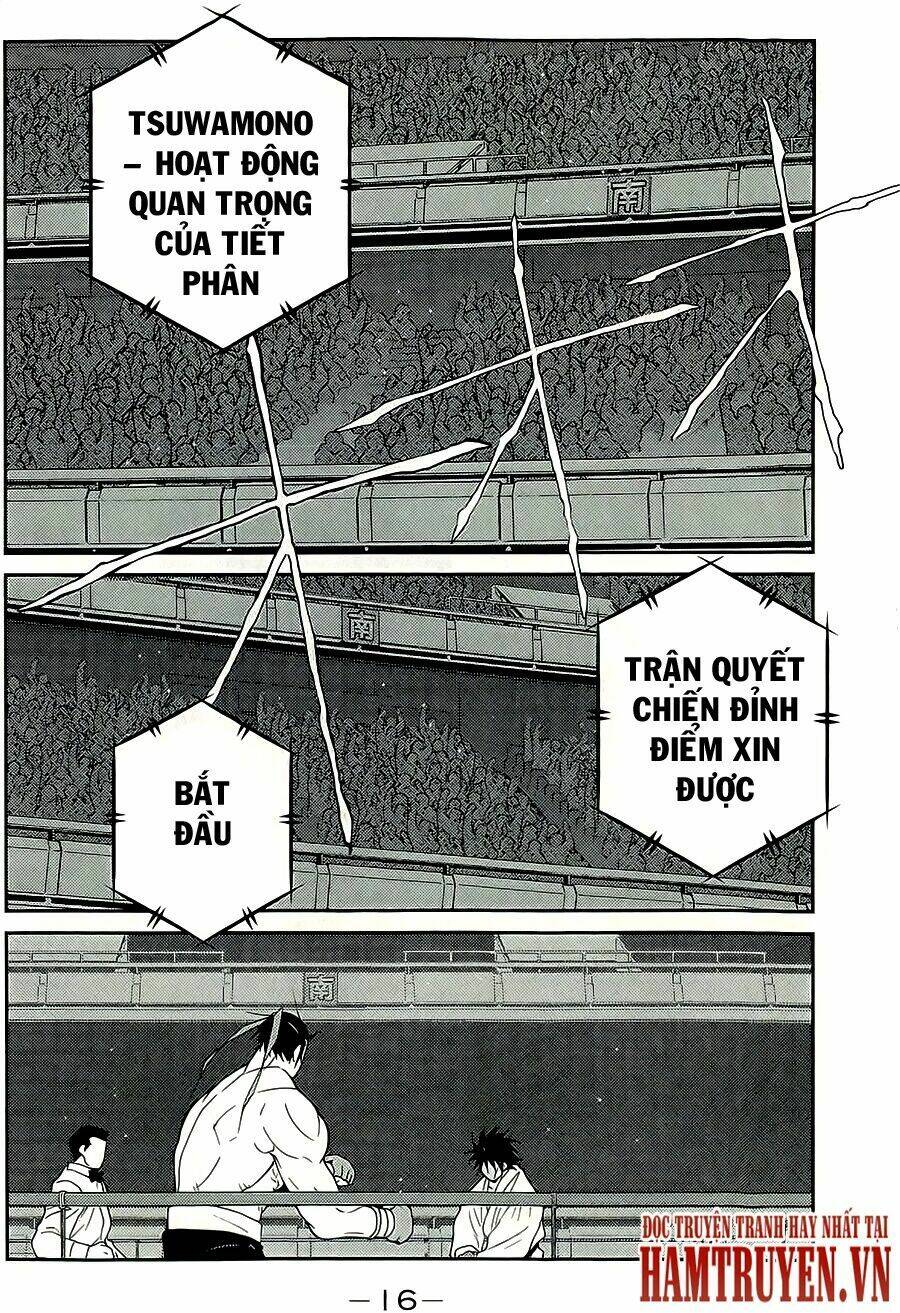 TSUWAMONO
– HOẠT ĐỘNG
QUAN TRỌNG
CỦA TIẾT
PHÂN
南
南
TRẬN QUYẾT
CHIẾN ĐỈNH
ĐIỂM XIN
ĐƯỢC
BẮT
ĐẦU
南
ĐỌC TRUYỆN TRANH HAY NHẤT TẠI
HAMTRUYEN.VN
—16—